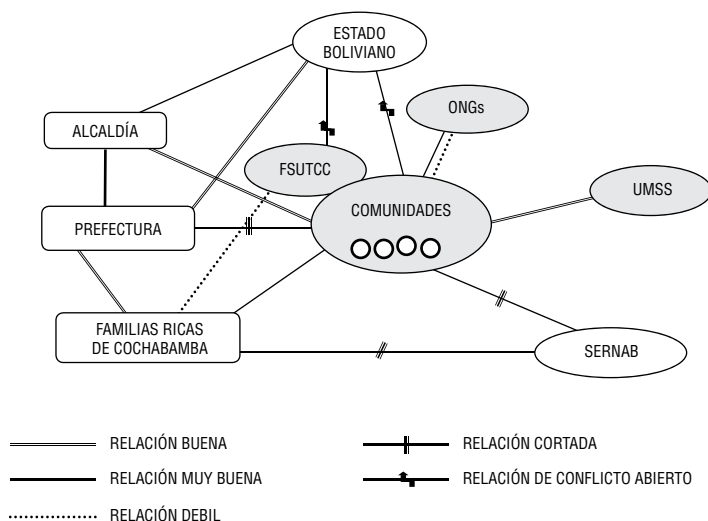 ESTADO
BOLIVIANO
ONGs
ALCALDÍA
FSUTCC
UMSS
COMUNIDADES
PREFECTURA
FAMILIAS RICAS
DE COCHABAMBA
SERNAB
RELACIÓN BUENA
RELACIÓN CORTADA
RELACIÓN MUY BUENA
RELACIÓN DE CONFLICTO ABIERTO
RELACIÓN DEBIL